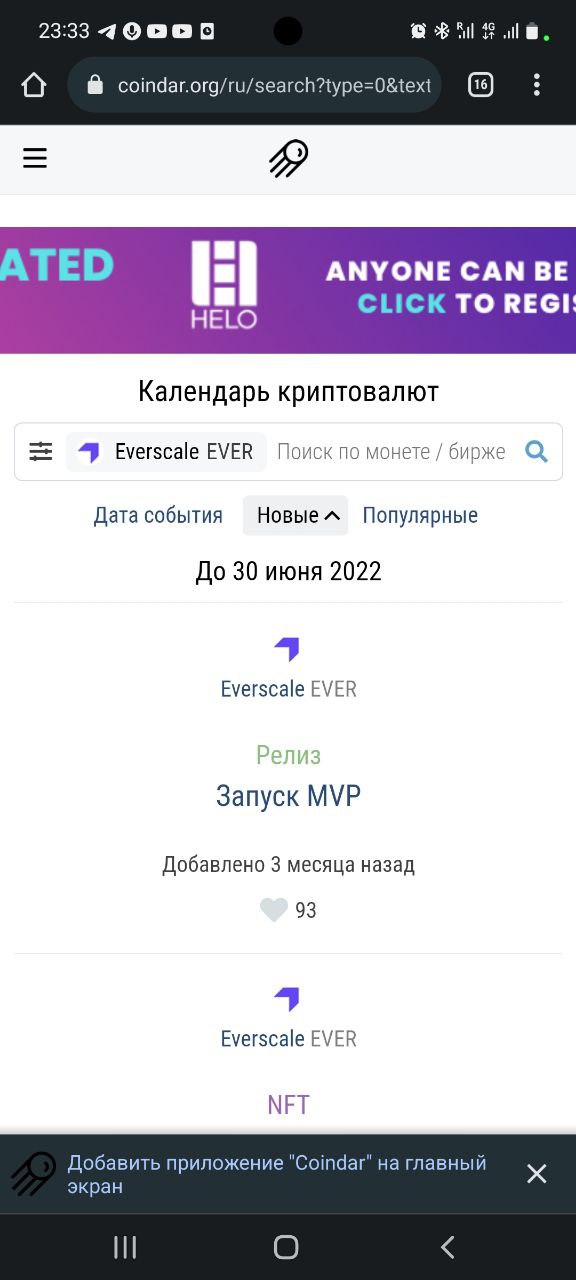 23:33
R
4G
coindar.org/ru/search?type=0&text
16
ATED
HELO
ANYONE CAN BE
CLICK TO REGIS
Календарь криптовалют
Everscale EVER Поиск по монете / бирже
Дата события Новые Популярные
До 30 июня 2022
Everscale EVER
Релиз
Запуск MVP
Добавлено 3 месяца назад
93
Everscale EVER
NFT
Добавить приложение "Coindar" на главный
экран